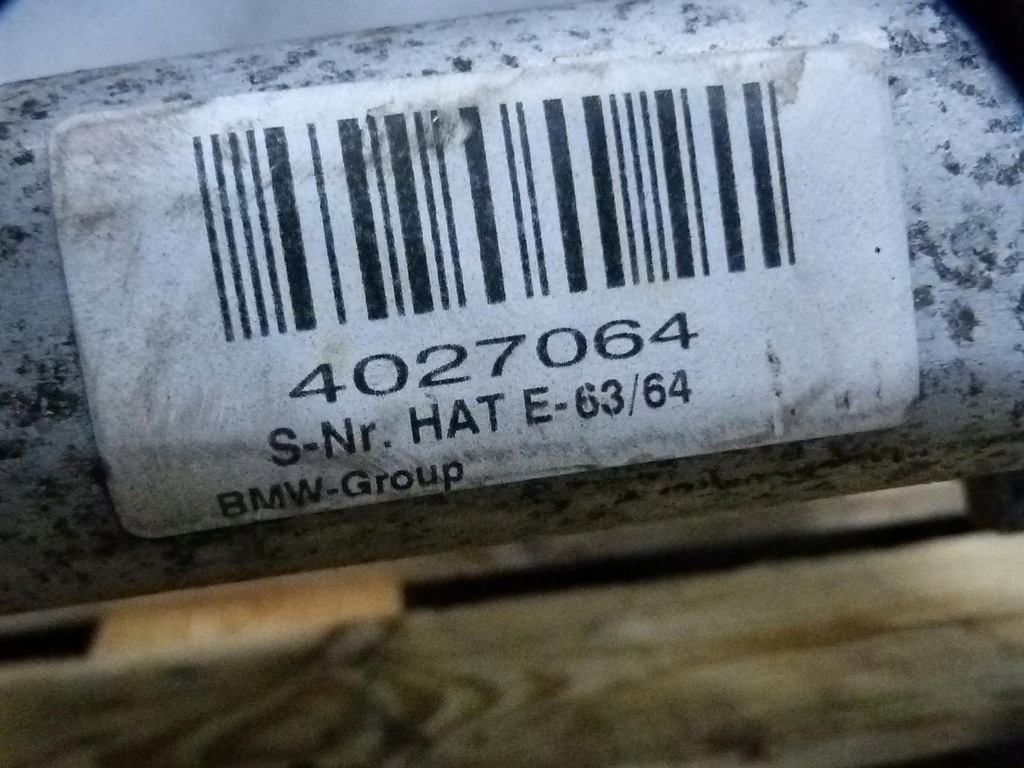 4027064
S-Nr. HAT E-63/64
BMW-Group